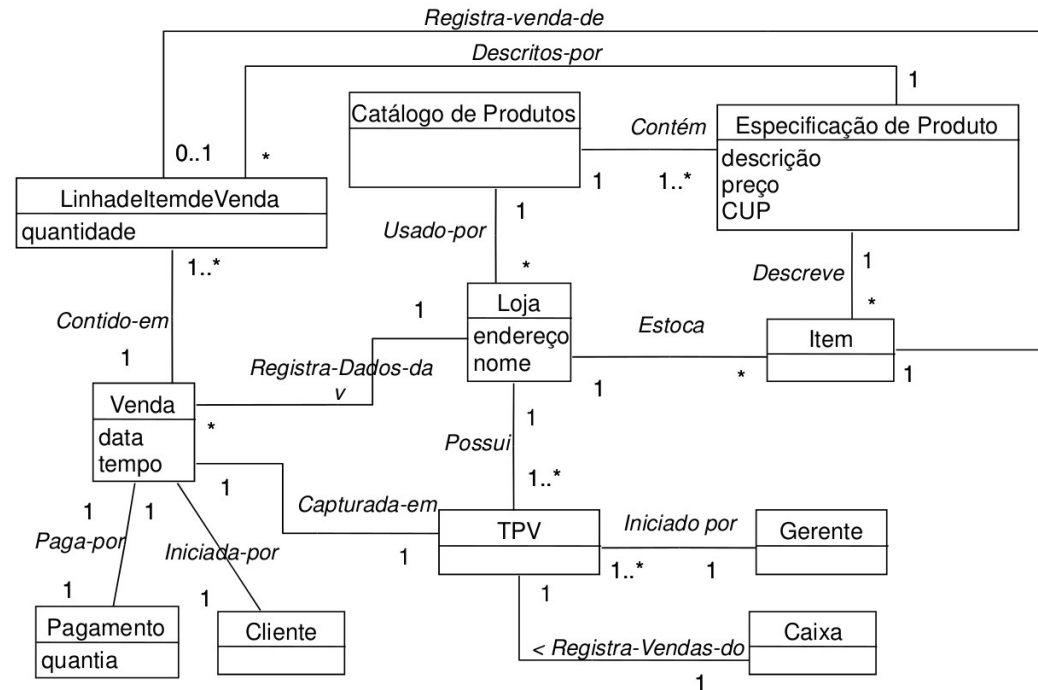 Registra-venda-de
Descritos-por
1
Catálogo de Produtos
Contém
Especificação de Produto
descrição
preço
CUP
0..1
*
1
1..*
LinhadeItemdeVenda
quantidade
1
Usado-por
*
1..*
1
Descreve
*
Contido-em
1
1
Loja
endereço
nome
Estoca
Item
1
*
1
Registra-Dados-da
v
Venda
data
tempo
*
1
Possui
1..*
1
1
1
Capturada-em
1
TPV
Iniciado por
Gerente
1..*
1
Paga-por
Iniciada-por
1
1
1
Pagamento
quantia
Cliente
< Registra-Vendas-do
Caixa
1